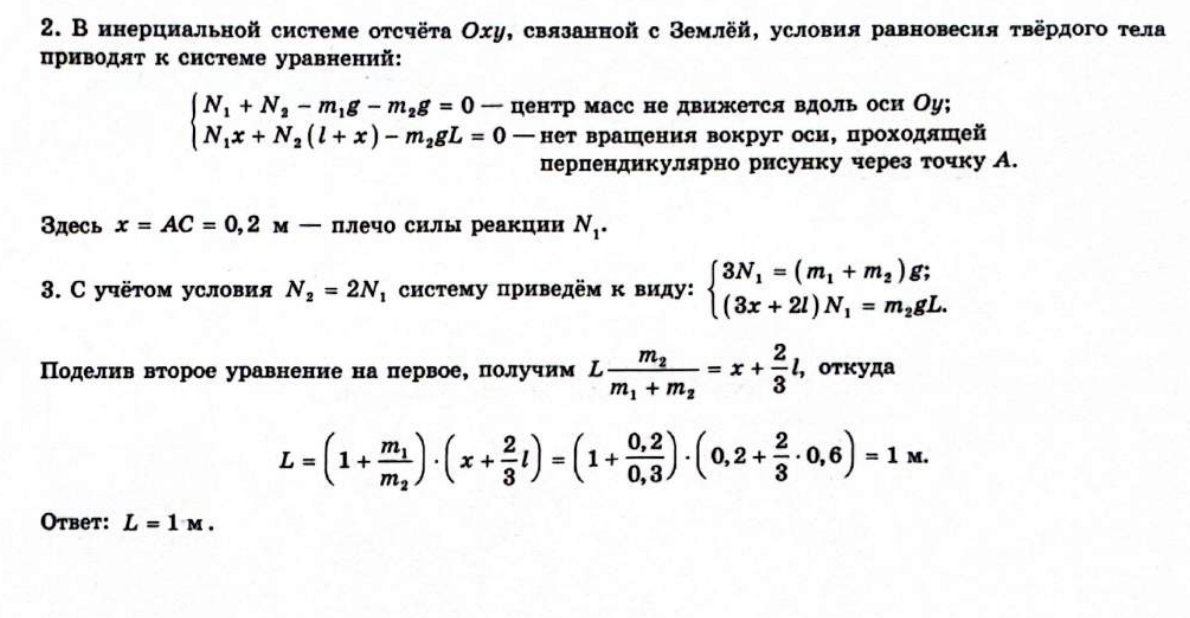 2. В инерциальной системе отсчёта Oxy, связанной с Землёй, условия равновесия твёрдого тела
приводят к системе уравнений:
{ N₁ + N₂ − m₁g − m₂g = 0 — центр масс не движется вдоль оси Oy;
N₁x + N₂(l + x) − m₂gL = 0 — нет вращения вокруг оси, проходящей
перпендикулярно рисунку через точку A.
Здесь x = AC = 0,2 м — плечо силы реакции N₁.
3. С учётом условия N₂ = 2N₁ систему приведём к виду: { 3N₁ = (m₁ + m₂)g;
(3x + 2l)N₁ = m₂gL.
Поделив второе уравнение на первое, получим L m₂/(m₁ + m₂) = x + 2/3 l, откуда
L = (1 + m₁/m₂) · (x + 2/3 l) = (1 + 0,2/0,3) · (0,2 + 2/3 · 0,6) = 1 м.
Ответ: L = 1 м.